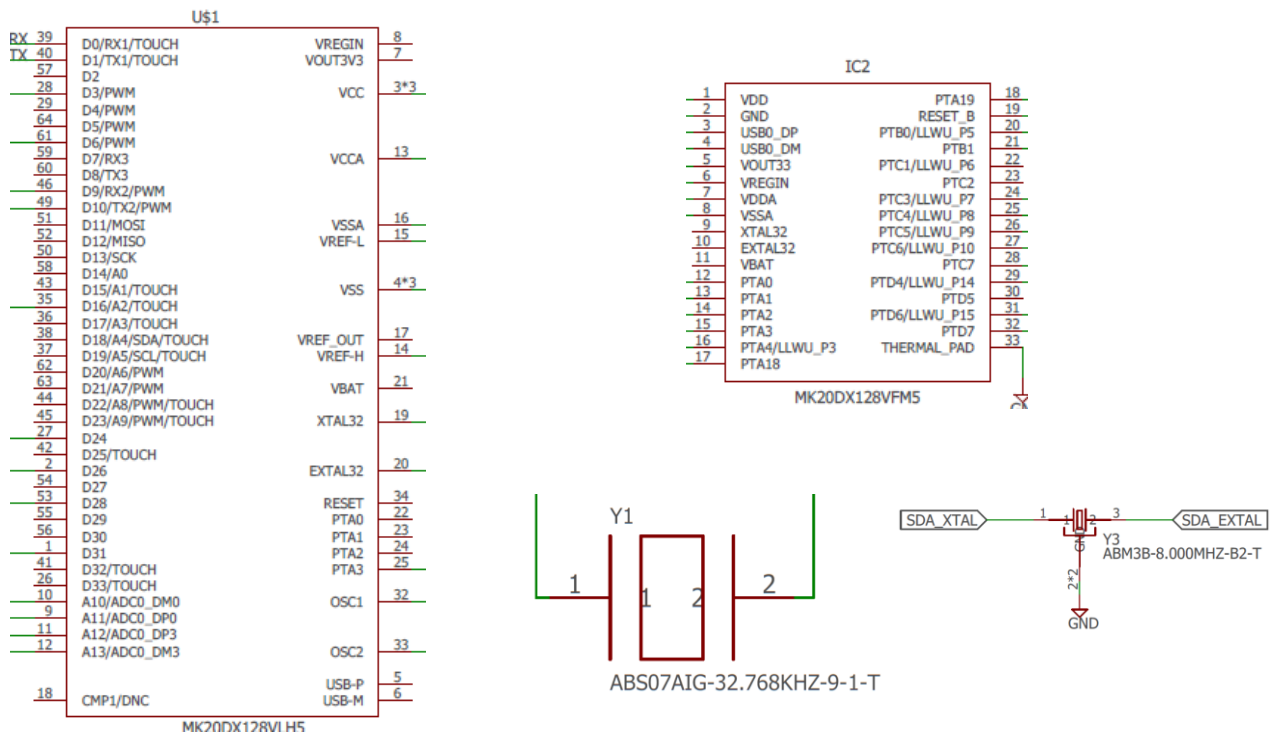 U$1
RX 39 D0/RX1/TOUCH VREGIN 8
TX 40 D1/TX1/TOUCH VOUT3V3 7
57 D2
28 D3/PWM VCC 3*3
29 D4/PWM
64 D5/PWM
61 D6/PWM
59 D7/RX3 VCCA 13
60 D8/TX3
46 D9/RX2/PWM
49 D10/TX2/PWM
51 D11/MOSI VSSA 16
52 D12/MISO VREF-L 15
50 D13/SCK
58 D14/A0
43 D15/A1/TOUCH VSS 4*3
35 D16/A2/TOUCH
36 D17/A3/TOUCH
38 D18/A4/SDA/TOUCH VREF_OUT 17
37 D19/A5/SCL/TOUCH VREF-H 14
62 D20/A6/PWM
63 D21/A7/PWM VBAT 21
44 D22/A8/PWM/TOUCH
45 D23/A9/PWM/TOUCH XTAL32 19
27 D24
42 D25/TOUCH
2 D26 EXTAL32 20
54 D27
53 D28 RESET 34
55 D29 PTA0 22
56 D30 PTA1 23
1 D31 PTA2 24
41 D32/TOUCH PTA3 25
26 D33/TOUCH
10 A10/ADC0_DM0 OSC1 32
9 A11/ADC0_DP0
11 A12/ADC0_DP3
12 A13/ADC0_DM3 OSC2 33
USB-P 5
18 CMP1/DNC USB-M 6
MK20DX128VLH5
IC2
1 VDD PTA19 18
2 GND RESET_B 19
3 USB0_DP PTB0/LLWU_P5 20
4 USB0_DM PTB1 21
5 VOUT33 PTC1/LLWU_P6 22
6 VREGIN PTC2 23
7 VDDA PTC3/LLWU_P7 24
8 VSSA PTC4/LLWU_P8 25
9 XTAL32 PTC5/LLWU_P9 26
10 EXTAL32 PTC6/LLWU_P10 27
11 VBAT PTC7 28
12 PTA0 PTD4/LLWU_P14 29
13 PTA1 PTD5 30
14 PTA2 PTD6/LLWU_P15 31
15 PTA3 PTD7 32
16 PTA4/LLWU_P3 THERMAL_PAD 33
17 PTA18
MK20DX128VFM5
Y1
1 1 2 2
ABS07AIG-32.768KHZ-9-1-T
SDA_XTAL 1 1 2 3 SDA_EXTAL
GND Y3
ABM3B-8.000MHZ-B2-T
2*2
GND